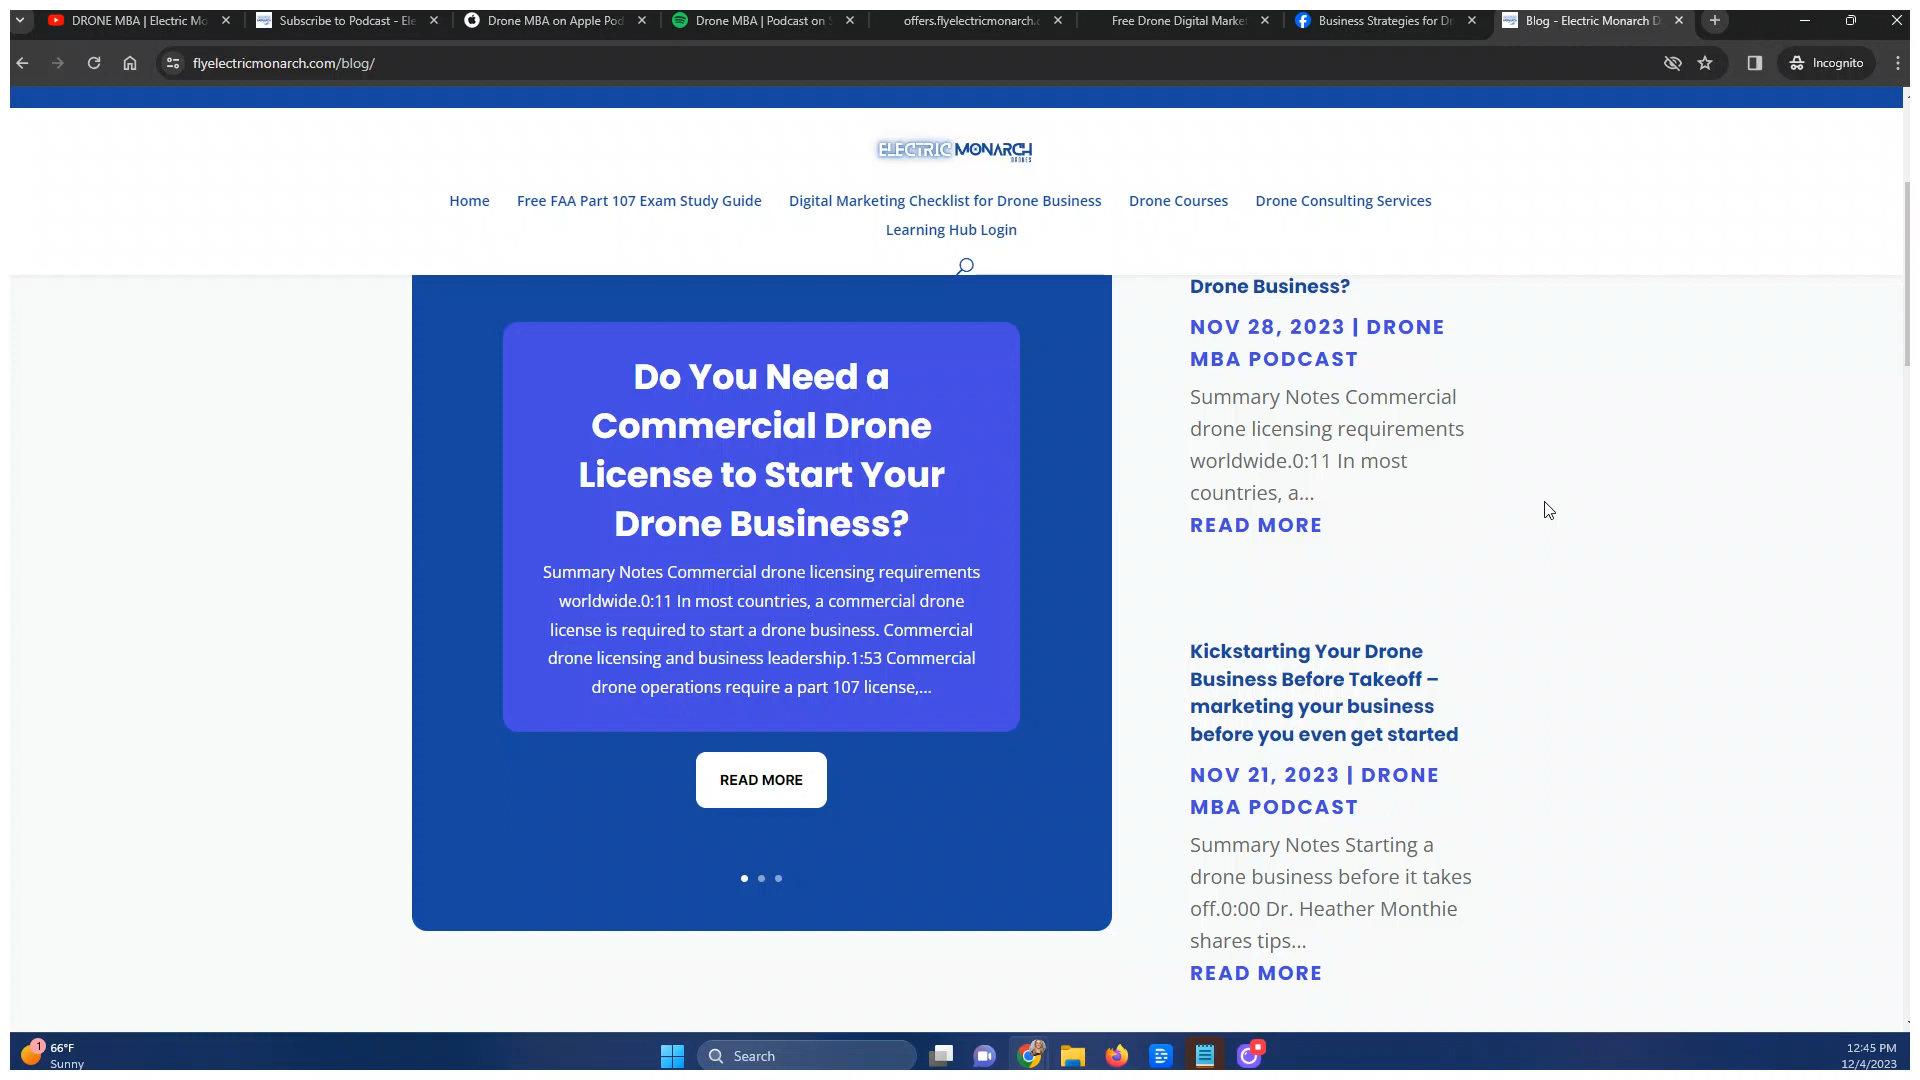 DRONE MBA | Electric Mo
Subscribe to Podcast - Ele
Drone MBA on Apple Pod
Drone MBA | Podcast on S
offers.flyelectricmonarch.c
Free Drone Digital Market
Business Strategies for Dr
Blog - Electric Monarch D
flyelectricmonarch.com/blog/
Incognito
ELECTRIC MONARCH
DRONES
Home
Free FAA Part 107 Exam Study Guide
Digital Marketing Checklist for Drone Business
Drone Courses
Drone Consulting Services
Learning Hub Login
Do You Need a
Commercial Drone
License to Start Your
Drone Business?
Summary Notes Commercial drone licensing requirements
worldwide.0:11 In most countries, a commercial drone
license is required to start a drone business. Commercial
drone licensing and business leadership.1:53 Commercial
drone operations require a part 107 license,...
READ MORE
Drone Business?
NOV 28, 2023 | DRONE
MBA PODCAST
Summary Notes Commercial
drone licensing requirements
worldwide.0:11 In most
countries, a...
READ MORE
Kickstarting Your Drone
Business Before Takeoff –
marketing your business
before you even get started
NOV 21, 2023 | DRONE
MBA PODCAST
Summary Notes Starting a
drone business before it takes
off.0:00 Dr. Heather Monthie
shares tips...
READ MORE
1
66°F
Sunny
Search
12:45 PM
12/4/2023